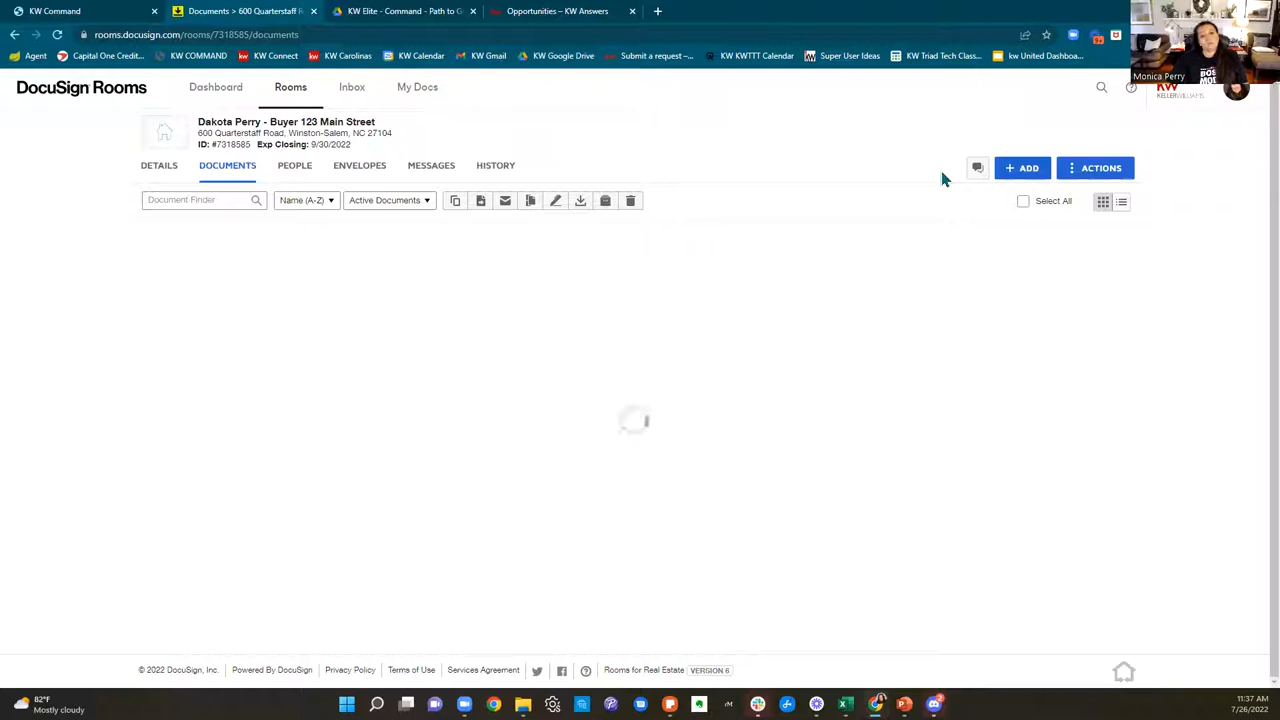 KW Command
Documents > 600 Quarterstaff R
KW Elite - Command - Path to G
Opportunities – KW Answers
rooms.docusign.com/rooms/7318585/documents
Agent
Capital One Credit...
KW COMMAND
KW Connect
KW Carolinas
KW Calendar
KW Gmail
KW Google Drive
Submit a request –...
KW KWTTT Calendar
Super User Ideas
KW Triad Tech Class...
kw United Dashboa...
Monica Perry
DocuSign Rooms
Dashboard
Rooms
Inbox
My Docs
KW
KELLERWILLIAMS
Dakota Perry - Buyer 123 Main Street
600 Quarterstaff Road, Winston-Salem, NC 27104
ID: #7318585 Exp Closing: 9/30/2022
DETAILS
DOCUMENTS
PEOPLE
ENVELOPES
MESSAGES
HISTORY
+ ADD
ACTIONS
Document Finder
Name (A-Z)
Active Documents
Select All
© 2022 DocuSign, Inc.
Powered By DocuSign
Privacy Policy
Terms of Use
Services Agreement
Rooms for Real Estate
VERSION 6
82°F
Mostly cloudy
11:37 AM
7/26/2022